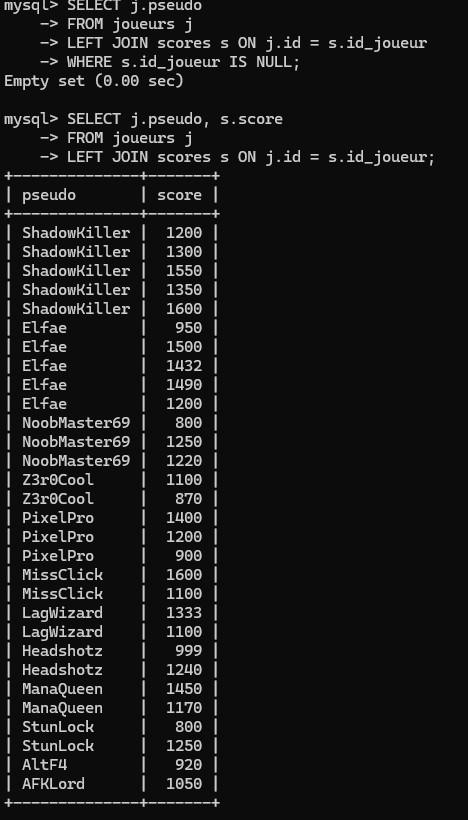 mysql> SELECT j.pseudo
    -> FROM joueurs j
    -> LEFT JOIN scores s ON j.id = s.id_joueur
    -> WHERE s.id_joueur IS NULL;
Empty set (0.00 sec)

mysql> SELECT j.pseudo, s.score
    -> FROM joueurs j
    -> LEFT JOIN scores s ON j.id = s.id_joueur;
+--------------+-------+
| pseudo       | score |
+--------------+-------+
| ShadowKiller |  1200 |
| ShadowKiller |  1300 |
| ShadowKiller |  1550 |
| ShadowKiller |  1350 |
| ShadowKiller |  1600 |
| Elfae        |   950 |
| Elfae        |  1500 |
| Elfae        |  1432 |
| Elfae        |  1490 |
| Elfae        |  1200 |
| NoobMaster69 |   800 |
| NoobMaster69 |  1250 |
| NoobMaster69 |  1220 |
| Z3r0Cool     |  1100 |
| Z3r0Cool     |   870 |
| PixelPro     |  1400 |
| PixelPro     |  1200 |
| PixelPro     |   900 |
| MissClick    |  1600 |
| MissClick    |  1100 |
| LagWizard    |  1333 |
| LagWizard    |  1100 |
| Headshotz    |   999 |
| Headshotz    |  1240 |
| ManaQueen    |  1450 |
| ManaQueen    |  1170 |
| StunLock     |   800 |
| StunLock     |  1250 |
| AltF4        |   920 |
| AFKLord      |  1050 |
+--------------+-------+